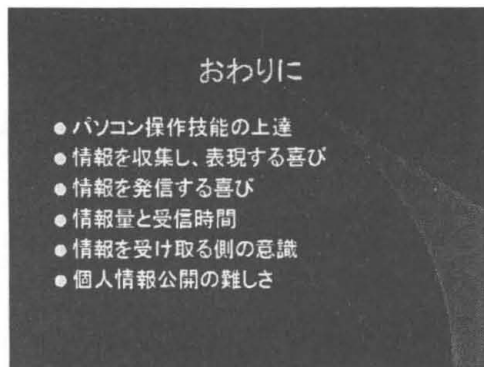 おわりに
● パソコン操作技能の上達
● 情報を収集し、表現する喜び
● 情報を発信する喜び
● 情報量と受信時間
● 情報を受け取る側の意識
● 個人情報公開の難しさ